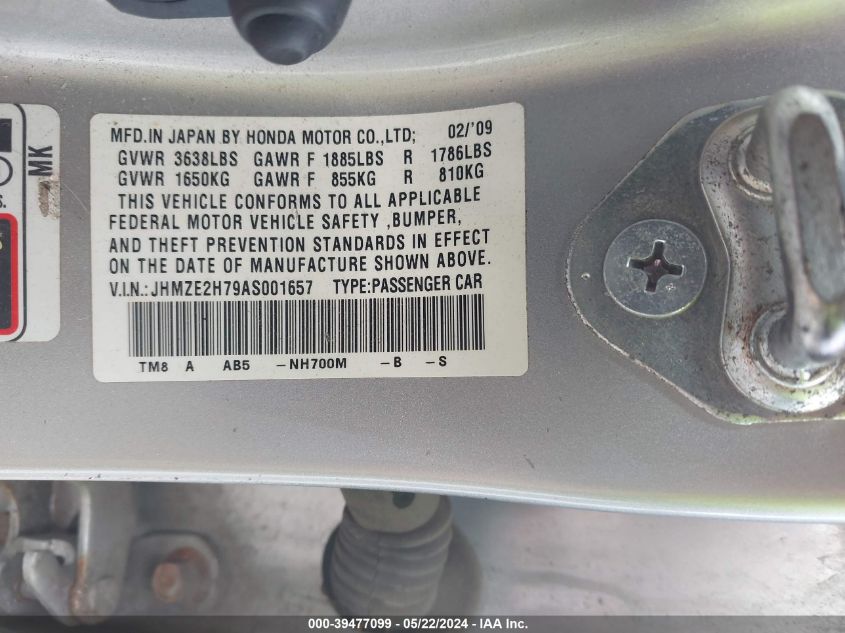 MFD.IN JAPAN BY HONDA MOTOR CO.,LTD; 02/'09
GVWR 3638LBS GAWR F 1885LBS R 1786LBS
GVWR 1650KG GAWR F 855KG R 810KG
THIS VEHICLE CONFORMS TO ALL APPLICABLE
FEDERAL MOTOR VEHICLE SAFETY ,BUMPER,
AND THEFT PREVENTION STANDARDS IN EFFECT
ON THE DATE OF MANUFACTURE SHOWN ABOVE.
V.I.N.:JHMZE2H79AS001657 TYPE:PASSENGER CAR
TM8 A AB5 -NH700M -B -S
MK
S.
000-39477099 - 05/22/2024 - IAA Inc.